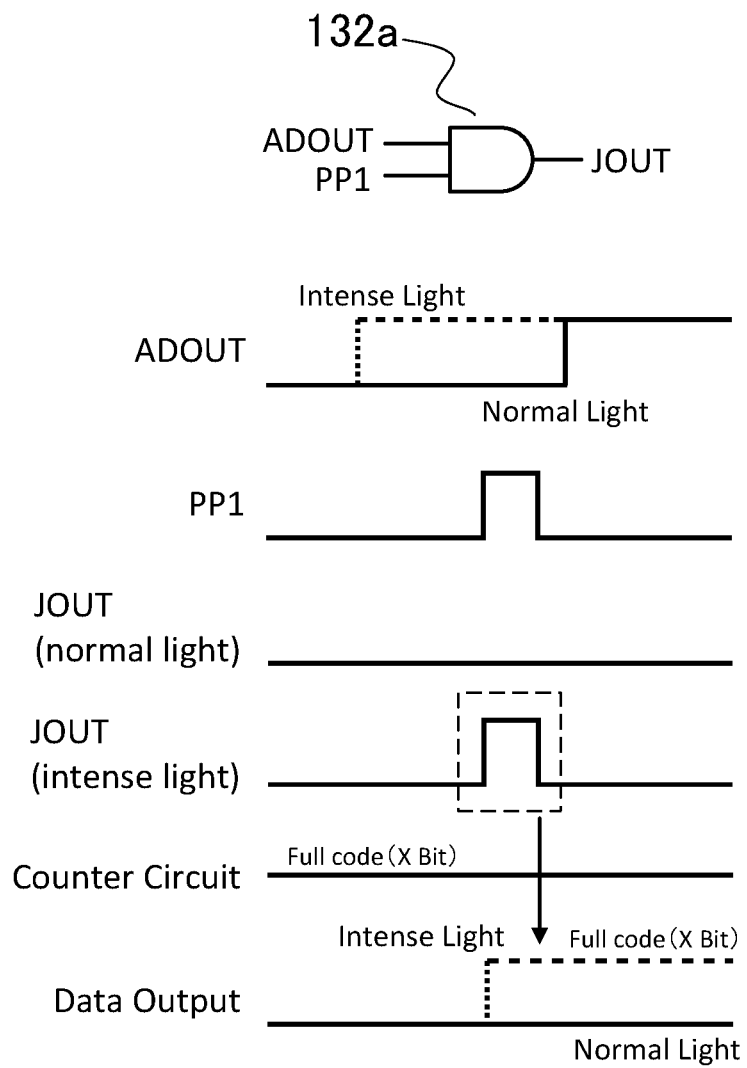 132a
ADOUT
PP1
JOUT
Intense Light
ADOUT
Normal Light
PP1
JOUT
(normal light)
JOUT
(intense light)
Full code(X Bit)
Counter Circuit
Intense Light
Full code(X Bit)
Data Output
Normal Light